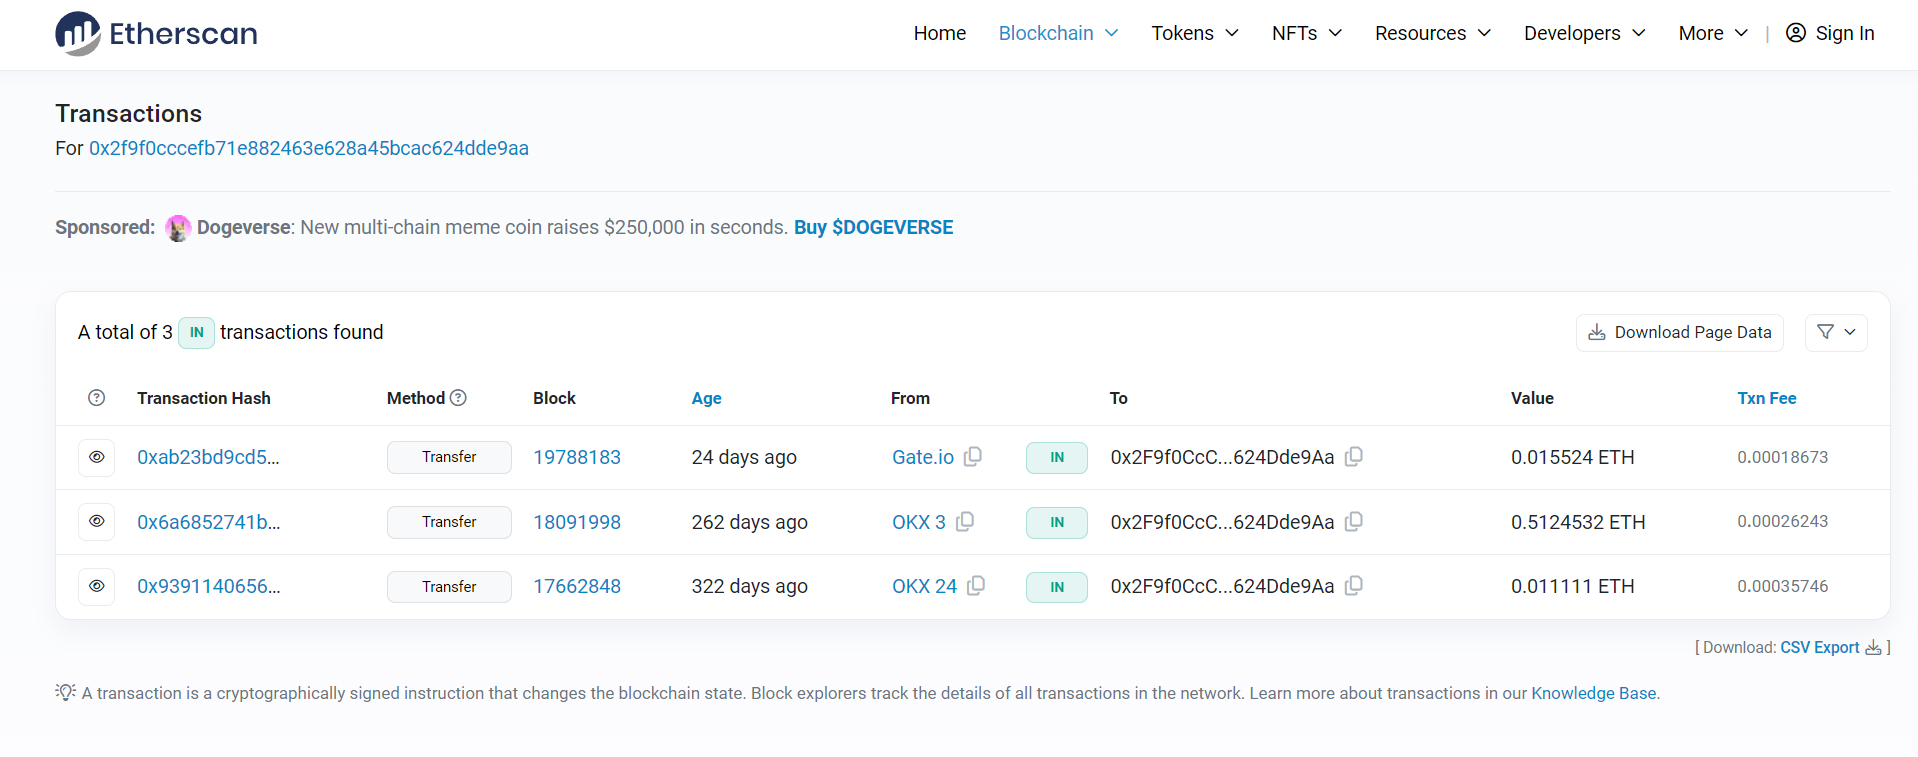 Etherscan
Home Blockchain Tokens NFTs Resources Developers More | Sign In
Transactions
For 0x2f9f0cccefb71e882463e628a45bcac624dde9aa
Sponsored: Dogeverse: New multi-chain meme coin raises $250,000 in seconds. Buy $DOGEVERSE
A total of 3 IN transactions found
Download Page Data
Transaction Hash Method Block Age From To Value Txn Fee
0xab23bd9cd5... Transfer 19788183 24 days ago Gate.io IN 0x2F9f0CcC...624Dde9Aa 0.015524 ETH 0.00018673
0x6a6852741b... Transfer 18091998 262 days ago OKX 3 IN 0x2F9f0CcC...624Dde9Aa 0.5124532 ETH 0.00026243
0x9391140656... Transfer 17662848 322 days ago OKX 24 IN 0x2F9f0CcC...624Dde9Aa 0.011111 ETH 0.00035746
[ Download: CSV Export ]
A transaction is a cryptographically signed instruction that changes the blockchain state. Block explorers track the details of all transactions in the network. Learn more about transactions in our Knowledge Base.